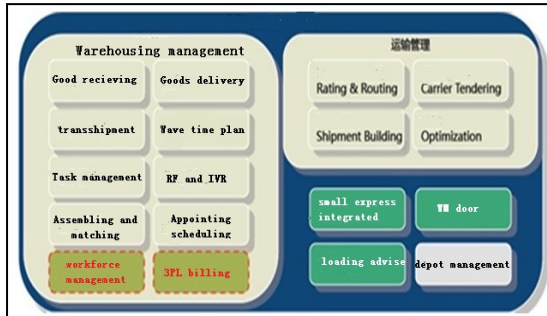 Warehousing management
Good recieving
Goods delivery
transshipment
Wave time plan
Task management
RF and IVR
Assembling and
matching
Appointing
scheduling
workforce
management
3PL billing
运输管理
Rating & Routing
Carrier Tendering
Shipment Building
Optimization
small express
integrated
YM door
loading advise
depot management